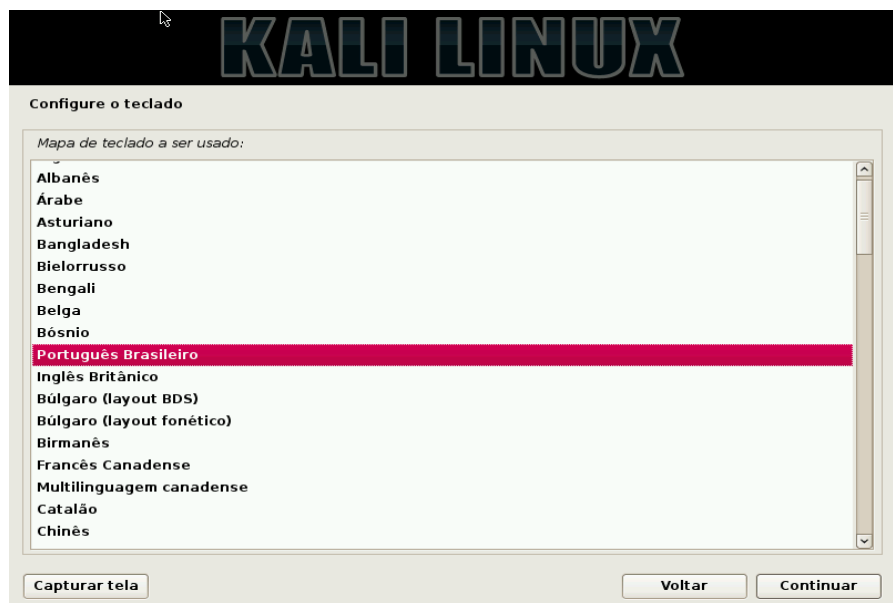 KALI LINUX
Configure o teclado
Mapa de teclado a ser usado:
Albanês
Árabe
Asturiano
Bangladesh
Bielorrusso
Bengali
Belga
Bósnio
Português Brasileiro
Inglês Britânico
Búlgaro (layout BDS)
Búlgaro (layout fonético)
Birmanês
Francês Canadense
Multilinguagem canadense
Catalão
Chinês
Capturar tela Voltar Continuar